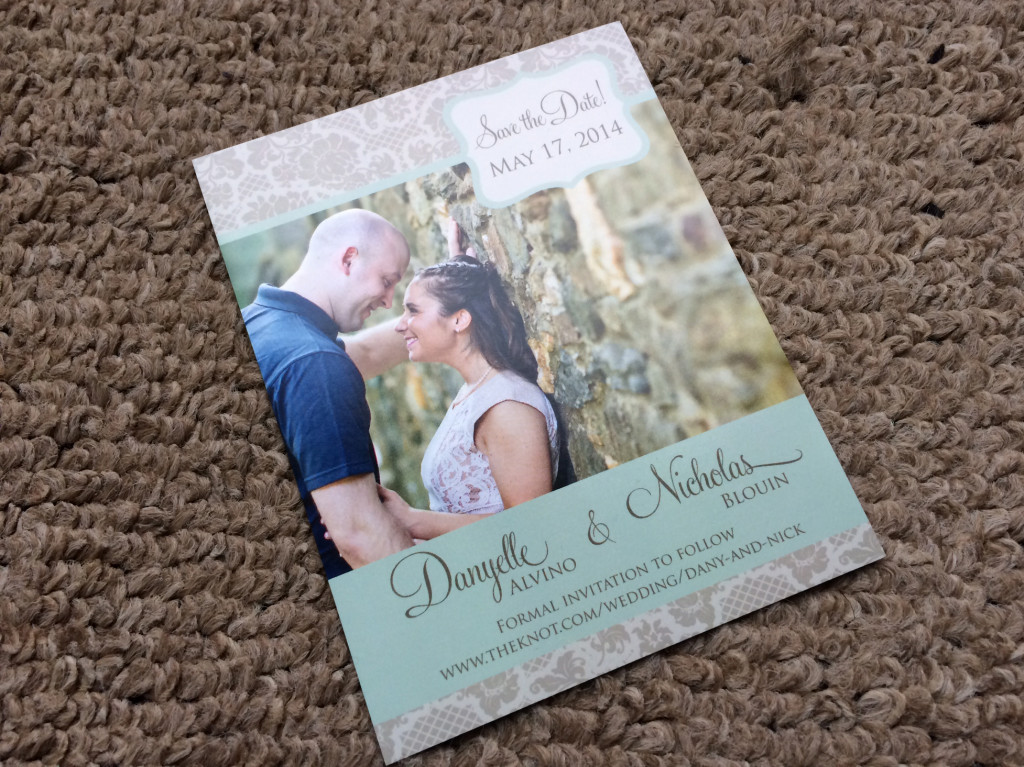 Save the Date!
May 17, 2014
Danyelle & Nicholas
Alvino Blouin
Formal invitation to follow
www.theknot.com/wedding/dany-and-nick